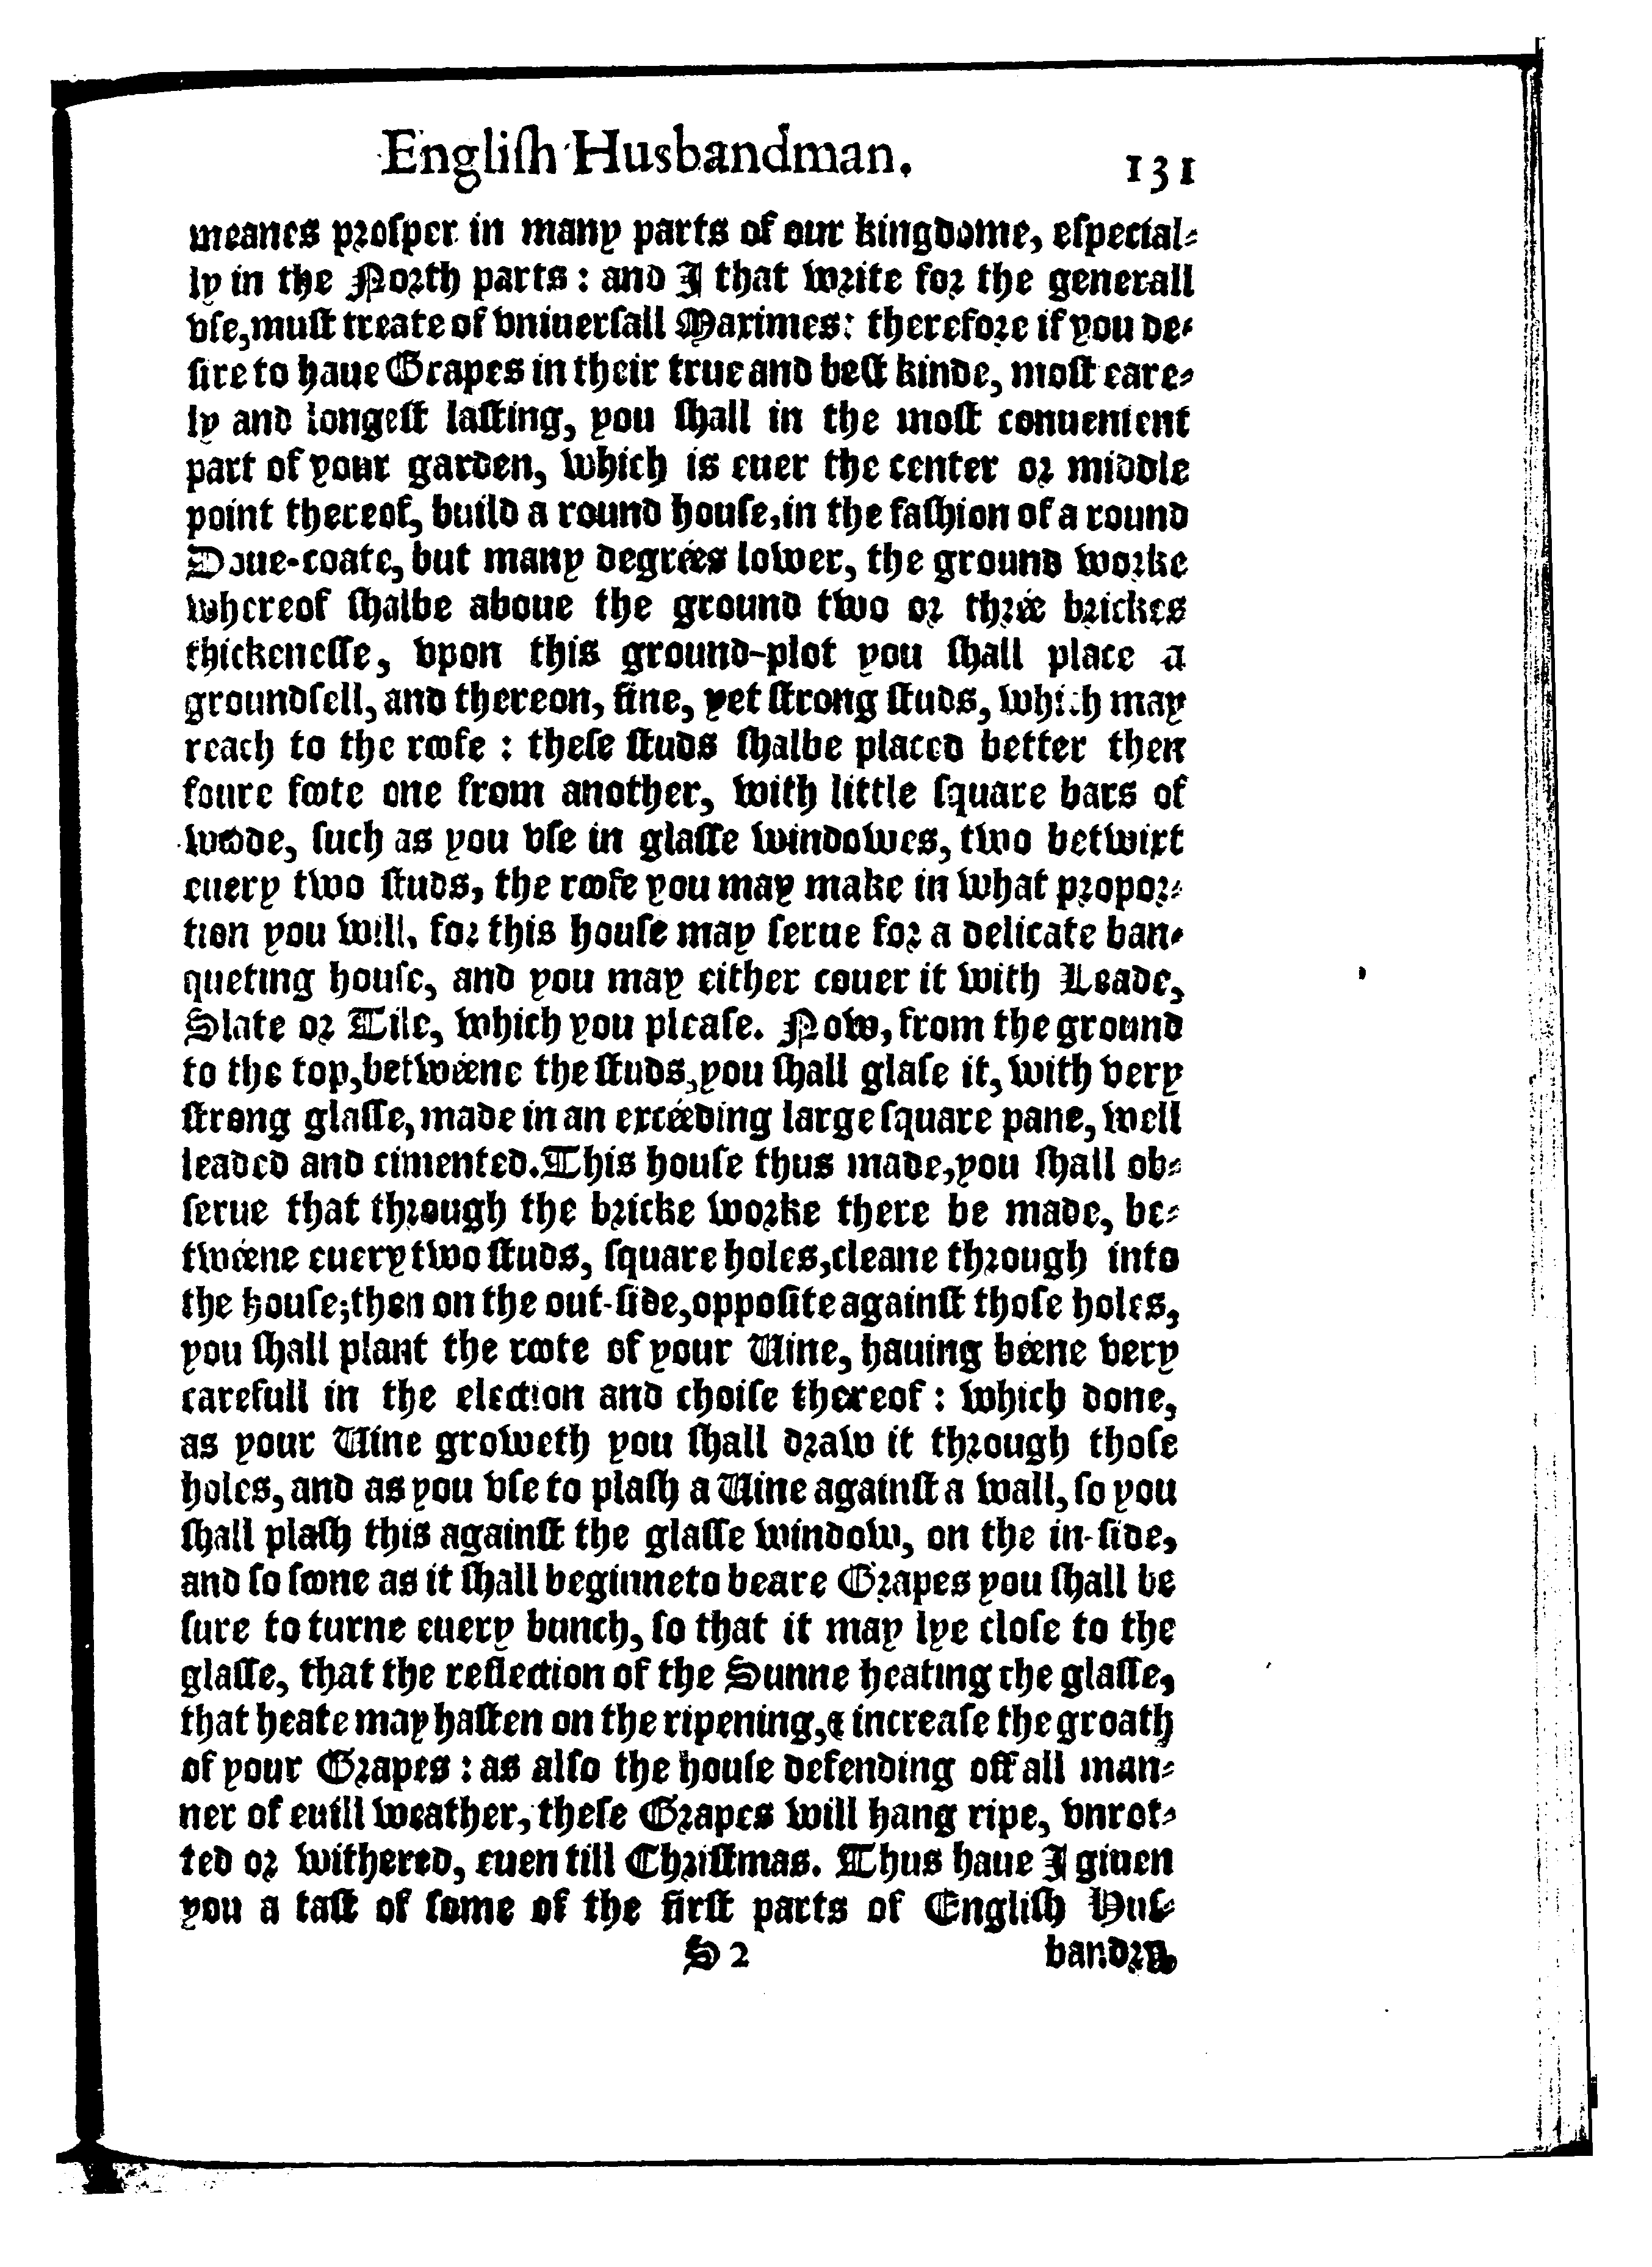 Engliſh Husbandman. 131
meanes proſper in many parts of our kingdome, eſpecial-
ly in the North parts: and I that write for the generall
vſe, muſt treate of vniuerſall Maximes: therefore if you de-
ſire to haue Grapes in their true and beſt kinde, moſt eare-
ly and longeſt laſting, you ſhall in the moſt conuenient
part of your garden, which is euer the center or middle
point thereof, build a round houſe, in the faſhion of a round
Doue-coate, but many degrées lower, the ground worke
whereof ſhalbe aboue the ground two or thrée brickes
thickeneſſe, vpon this ground-plot you ſhall place a
groundſell, and thereon, fine, yet ſtrong ſtuds, which may
reach to the roofe: theſe ſtuds ſhalbe placed better then
foure foote one from another, with little ſquare bars of
woode, ſuch as you vſe in glaſſe windowes, two betwixt
euery two ſtuds, the roofe you may make in what propor-
tion you will, for this houſe may ſerue for a delicate ban-
queting houſe, and you may either couer it with Leade,
Slate or Tile, which you pleaſe. Now, from the ground
to the top, betwéene the ſtuds, you ſhall glaſe it, with very
ſtrong glaſſe, made in an excéeding large ſquare pane, well
leaded and cimented. This houſe thus made, you ſhall ob-
ſerue that through the bricke worke there be made, be-
twéene euery two ſtuds, ſquare holes, cleane through into
the houſe; then on the out-ſide, oppoſite againſt thoſe holes,
you ſhall plant the roote of your Vine, hauing béene very
carefull in the election and choiſe thereof: which done,
as your Vine groweth you ſhall draw it through thoſe
holes, and as you vſe to plaſh a Vine againſt a wall, ſo you
ſhall plaſh this againſt the glaſſe window, on the in-ſide,
and ſo ſoone as it ſhall beginne to beare Grapes you ſhall be
ſure to turne euery bunch, ſo that it may lye cloſe to the
glaſſe, that the reflection of the Sunne heating the glaſſe,
that heate may haſten on the ripening, & increaſe the groath
of your Grapes: as alſo the houſe defending off all man-
ner of euill weather, theſe Grapes will hang ripe, vnrot-
ted or withered, euen till Chriſtmas. Thus haue I giuen
you a taſt of ſome of the firſt parts of Engliſh Huſ-
S 2 bandry,